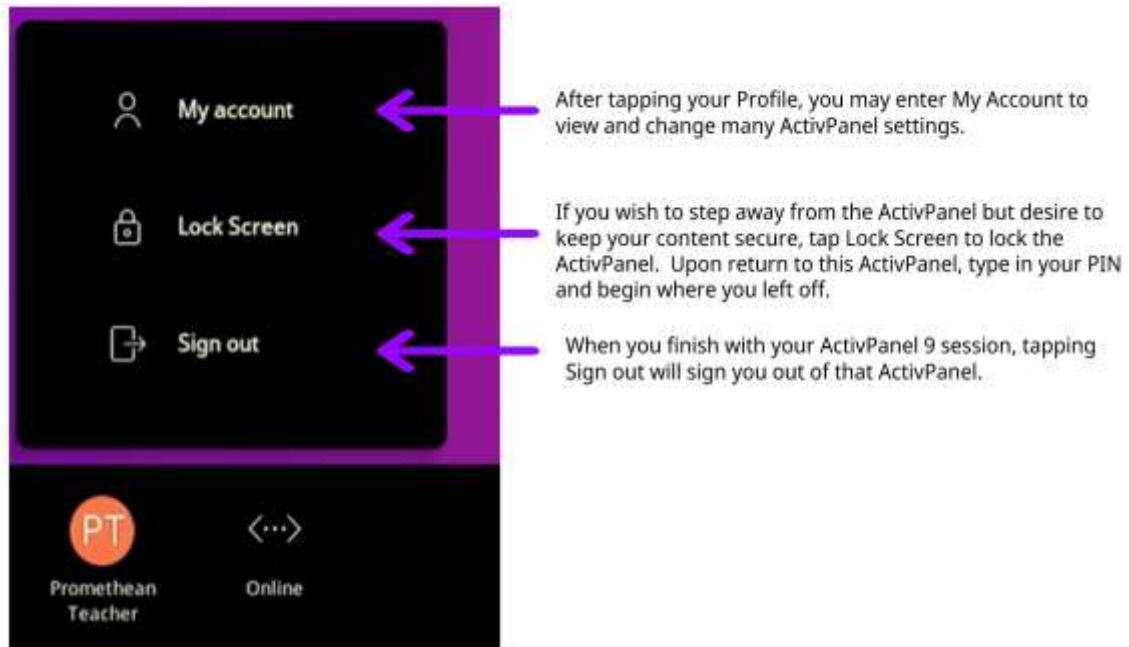 My account
After tapping your Profile, you may enter My Account to
view and change many ActivPanel settings.
Lock Screen
If you wish to step away from the ActivPanel but desire to
keep your content secure, tap Lock Screen to lock the
ActivPanel.  Upon return to this ActivPanel, type in your PIN
and begin where you left off.
Sign out
When you finish with your ActivPanel 9 session, tapping
Sign out will sign you out of that ActivPanel.
PT
Promethean
Teacher
Online